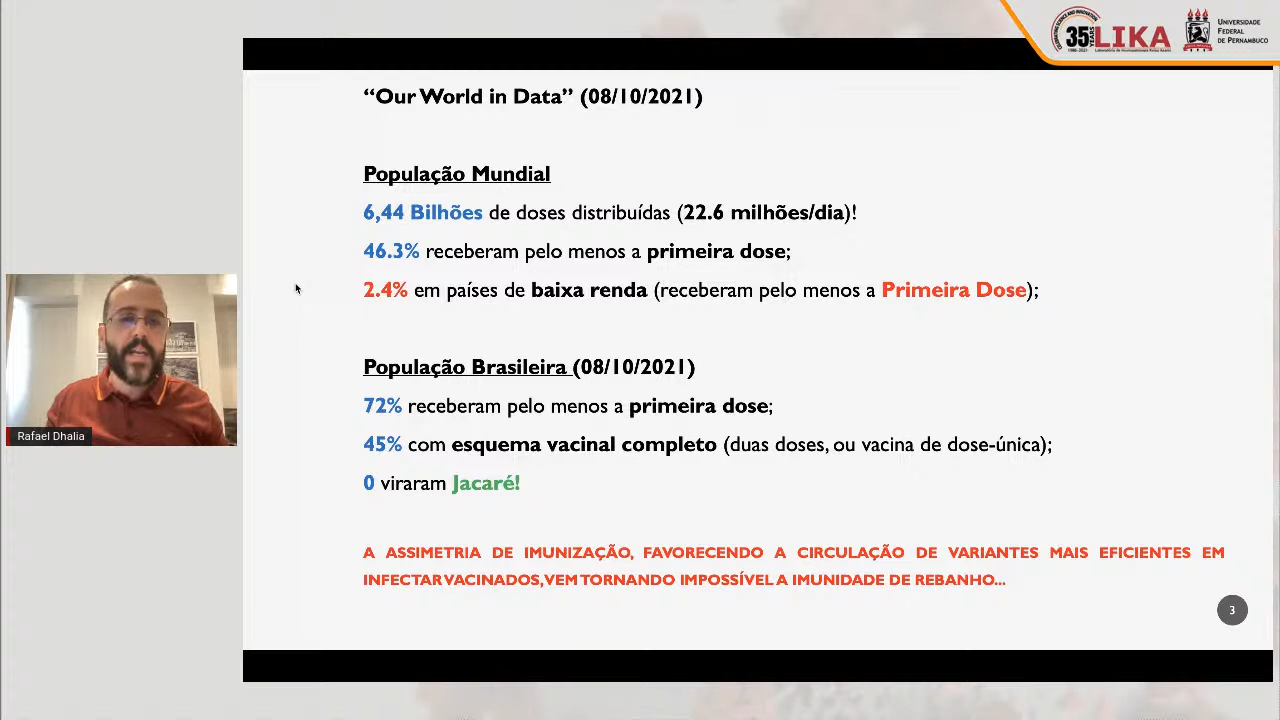 35 LIKA
UNIVERSIDADE
FEDERAL
DE PERNAMBUCO
“Our World in Data” (08/10/2021)
População Mundial
6,44 Bilhões de doses distribuídas (22.6 milhões/dia)!
46.3% receberam pelo menos a primeira dose;
2.4% em países de baixa renda (receberam pelo menos a Primeira Dose);
População Brasileira (08/10/2021)
72% receberam pelo menos a primeira dose;
45% com esquema vacinal completo (duas doses, ou vacina de dose-única);
0 viraram Jacaré!
A ASSIMETRIA DE IMUNIZAÇÃO, FAVORECENDO A CIRCULAÇÃO DE VARIANTES MAIS EFICIENTES EM
INFECTAR VACINADOS, VEM TORNANDO IMPOSSÍVEL A IMUNIDADE DE REBANHO...
3
Rafael Dhalia